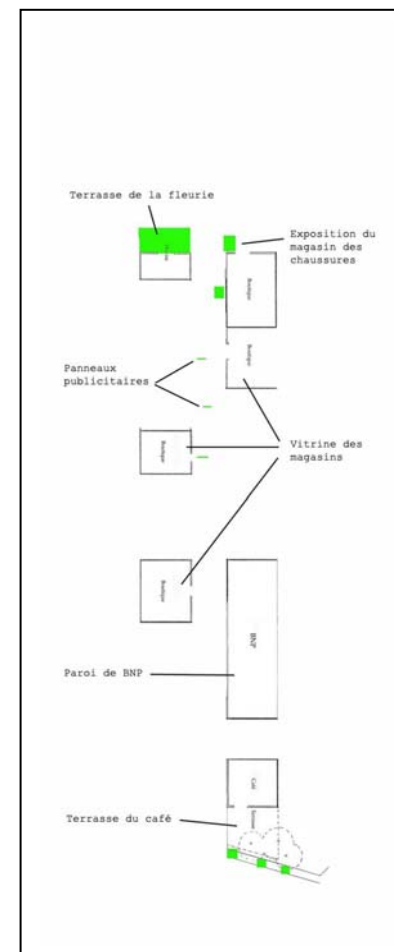 Terrasse de la fleurie
Exposition du
magasin des
chaussures
Boutique
Boutique
Panneaux
publicitaires
Boutique
Vitrine des
magasins
Boutique
BNP
Paroi de BNP
Café
Terrasse
Terrasse du café